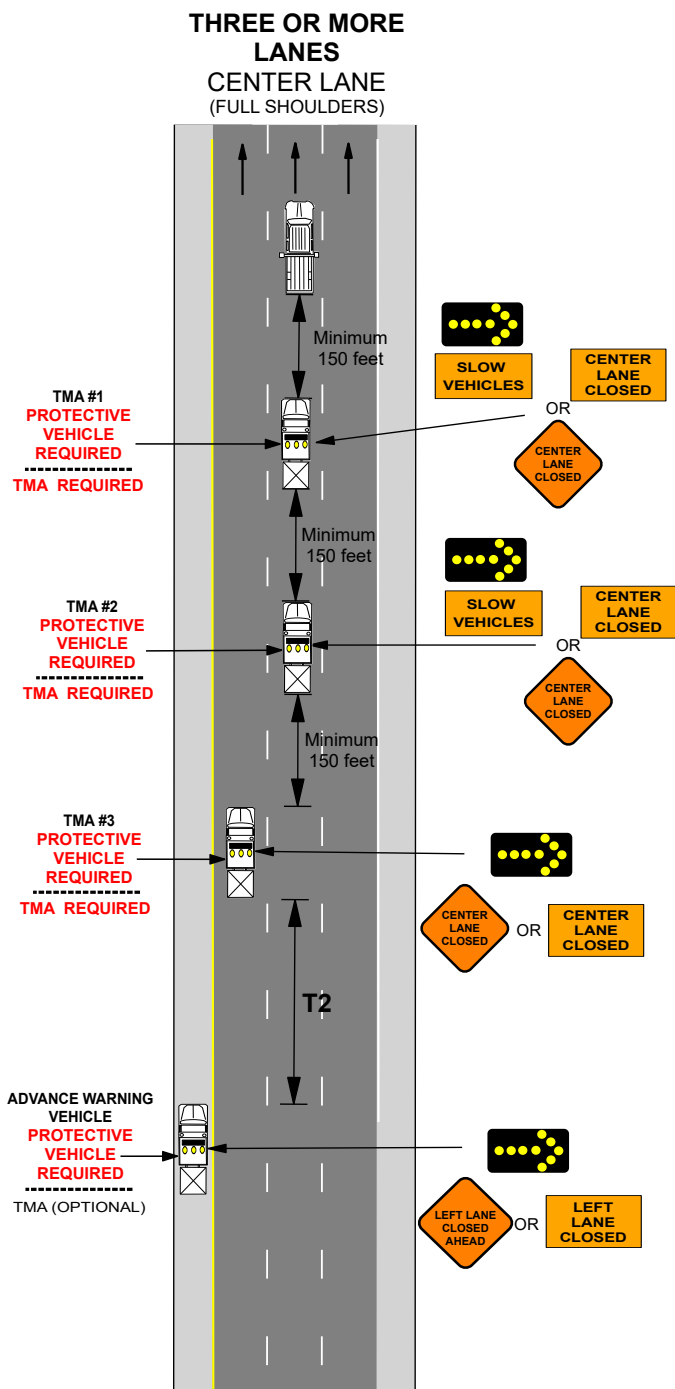 THREE OR MORE
LANES
CENTER LANE
(FULL SHOULDERS)
Minimum
150 feet
SLOW
VEHICLES
CENTER
LANE
CLOSED
OR
CENTER
LANE
CLOSED
TMA #1
PROTECTIVE
VEHICLE
REQUIRED
TMA REQUIRED
Minimum
150 feet
SLOW
VEHICLES
CENTER
LANE
CLOSED
OR
CENTER
LANE
CLOSED
TMA #2
PROTECTIVE
VEHICLE
REQUIRED
TMA REQUIRED
Minimum
150 feet
TMA #3
PROTECTIVE
VEHICLE
REQUIRED
TMA REQUIRED
CENTER
LANE
CLOSED
OR
CENTER
LANE
CLOSED
T2
ADVANCE WARNING
VEHICLE
PROTECTIVE
VEHICLE
REQUIRED
TMA (OPTIONAL)
LEFT LANE
CLOSED
AHEAD
OR
LEFT
LANE
CLOSED